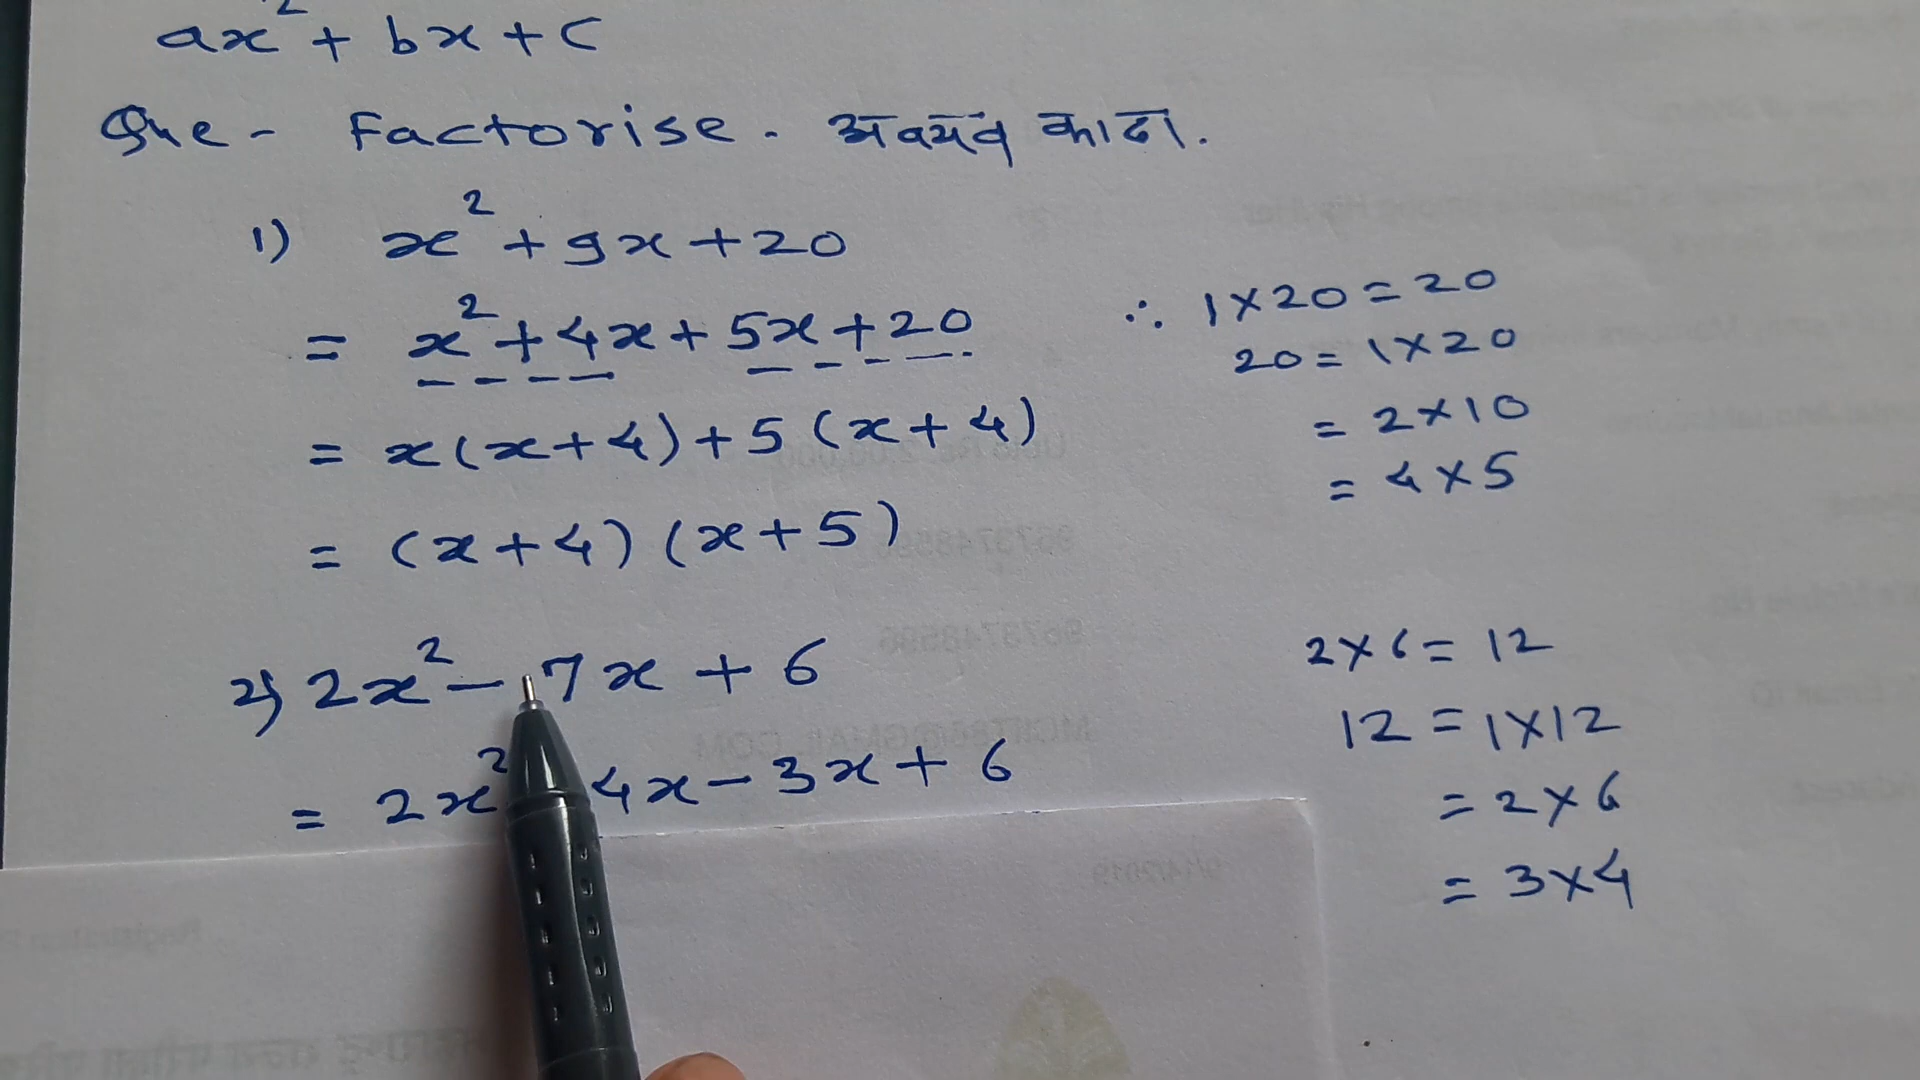 ax² + bx + c
Que - Factorise. अवयव काढा.
1) x² + 9x + 20
= x² + 4x + 5x + 20
= x(x+4) + 5(x+4)
= (x+4)(x+5)
∴ 1×20=20
20 = 1×20
= 2×10
= 4×5
2) 2x² - 7x + 6
= 2x² 4x - 3x + 6
2×6 = 12
12 = 1×12
= 2×6
= 3×4